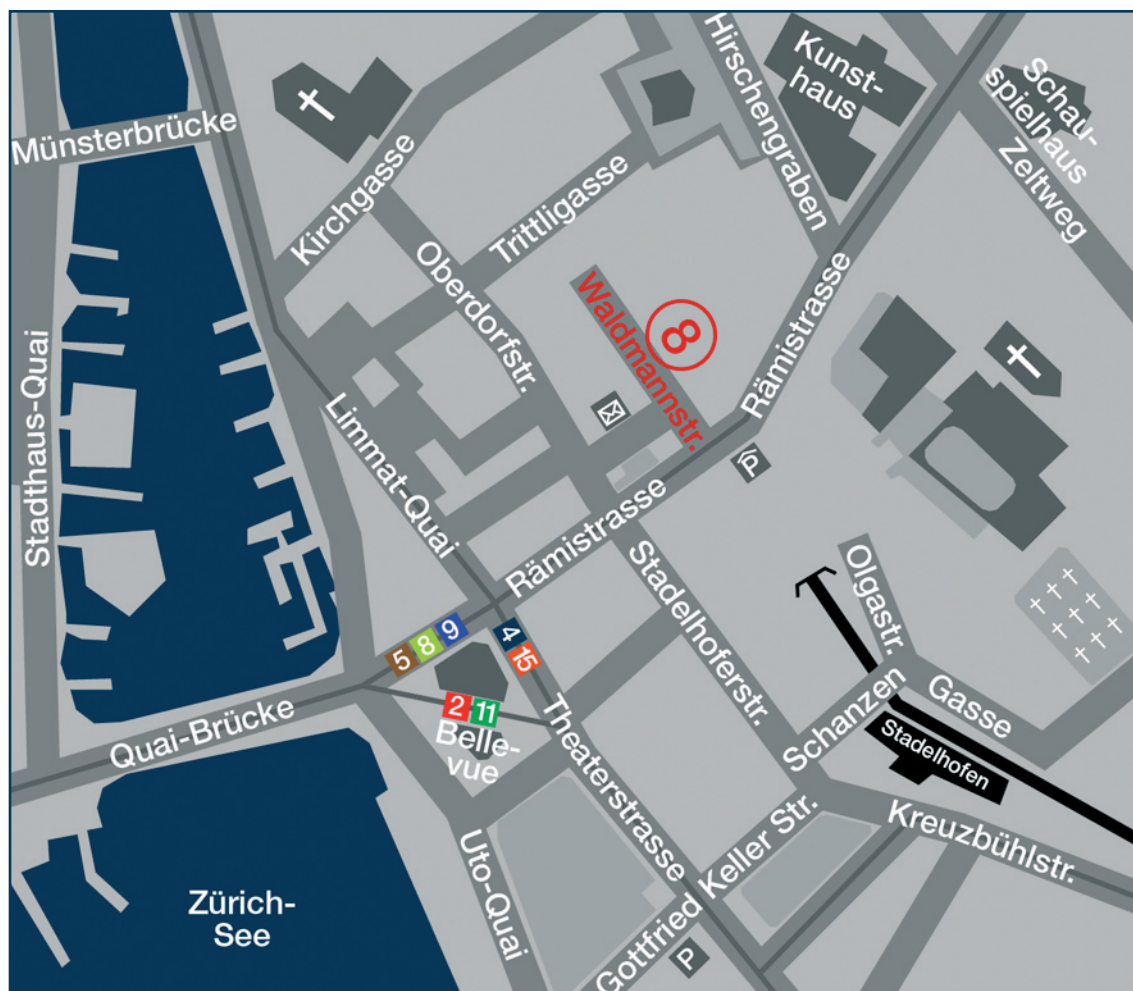 Hirschengraben
Kunst-
haus
Schau-
spielhaus
Zeltweg
Münsterbrücke
Kirchgasse
Trittligasse
Oberdorfstr.
Waldmannstr.
8
Rämistrasse
Stadthaus-Quai
Limmat-Quai
P
Rämistrasse
Olgastr.
Stadelhoferstr.
5
8
9
4
15
Schanzen
Gasse
2
11
Belle-
vue
Quai-Brücke
Theaterstrasse
Stadelhofen
Kreuzbühlstr.
Uto-Quai
Gottfried Keller Str.
Zürich-
See
P